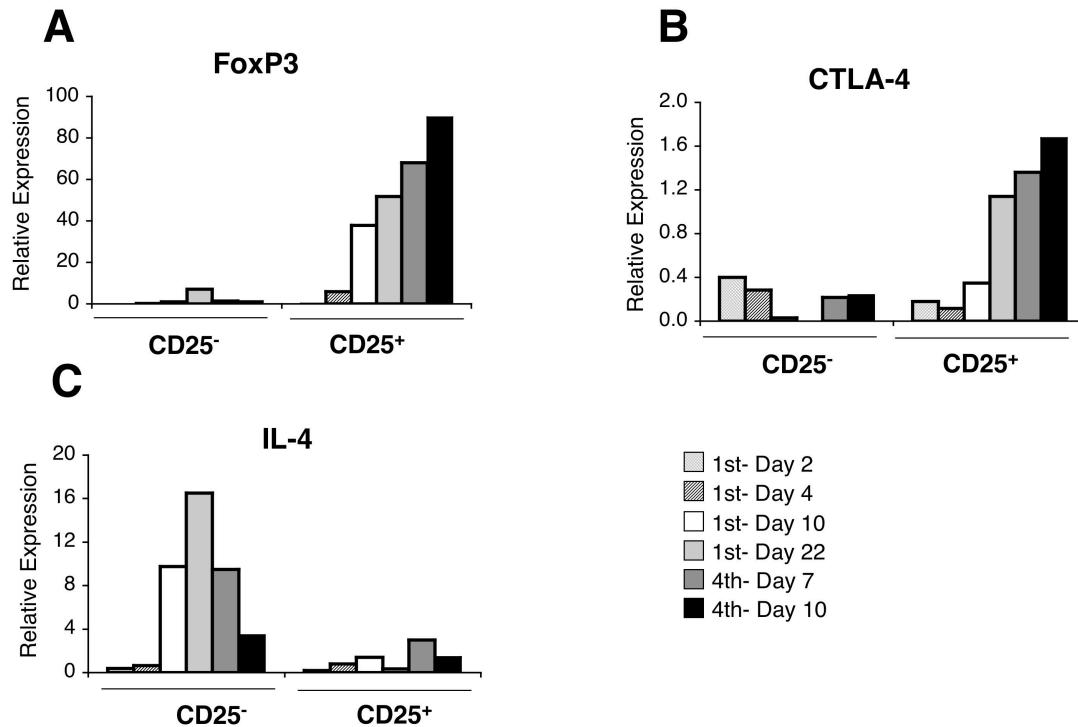 A
FoxP3
Relative Expression
100
80
60
40
20
0
CD25-
CD25+
B
CTLA-4
Relative Expression
2.0
1.6
1.2
0.8
0.4
0.0
CD25-
CD25+
C
IL-4
Relative Expression
20
16
12
8
4
0
CD25-
CD25+
1st- Day 2
1st- Day 4
1st- Day 10
1st- Day 22
4th- Day 7
4th- Day 10